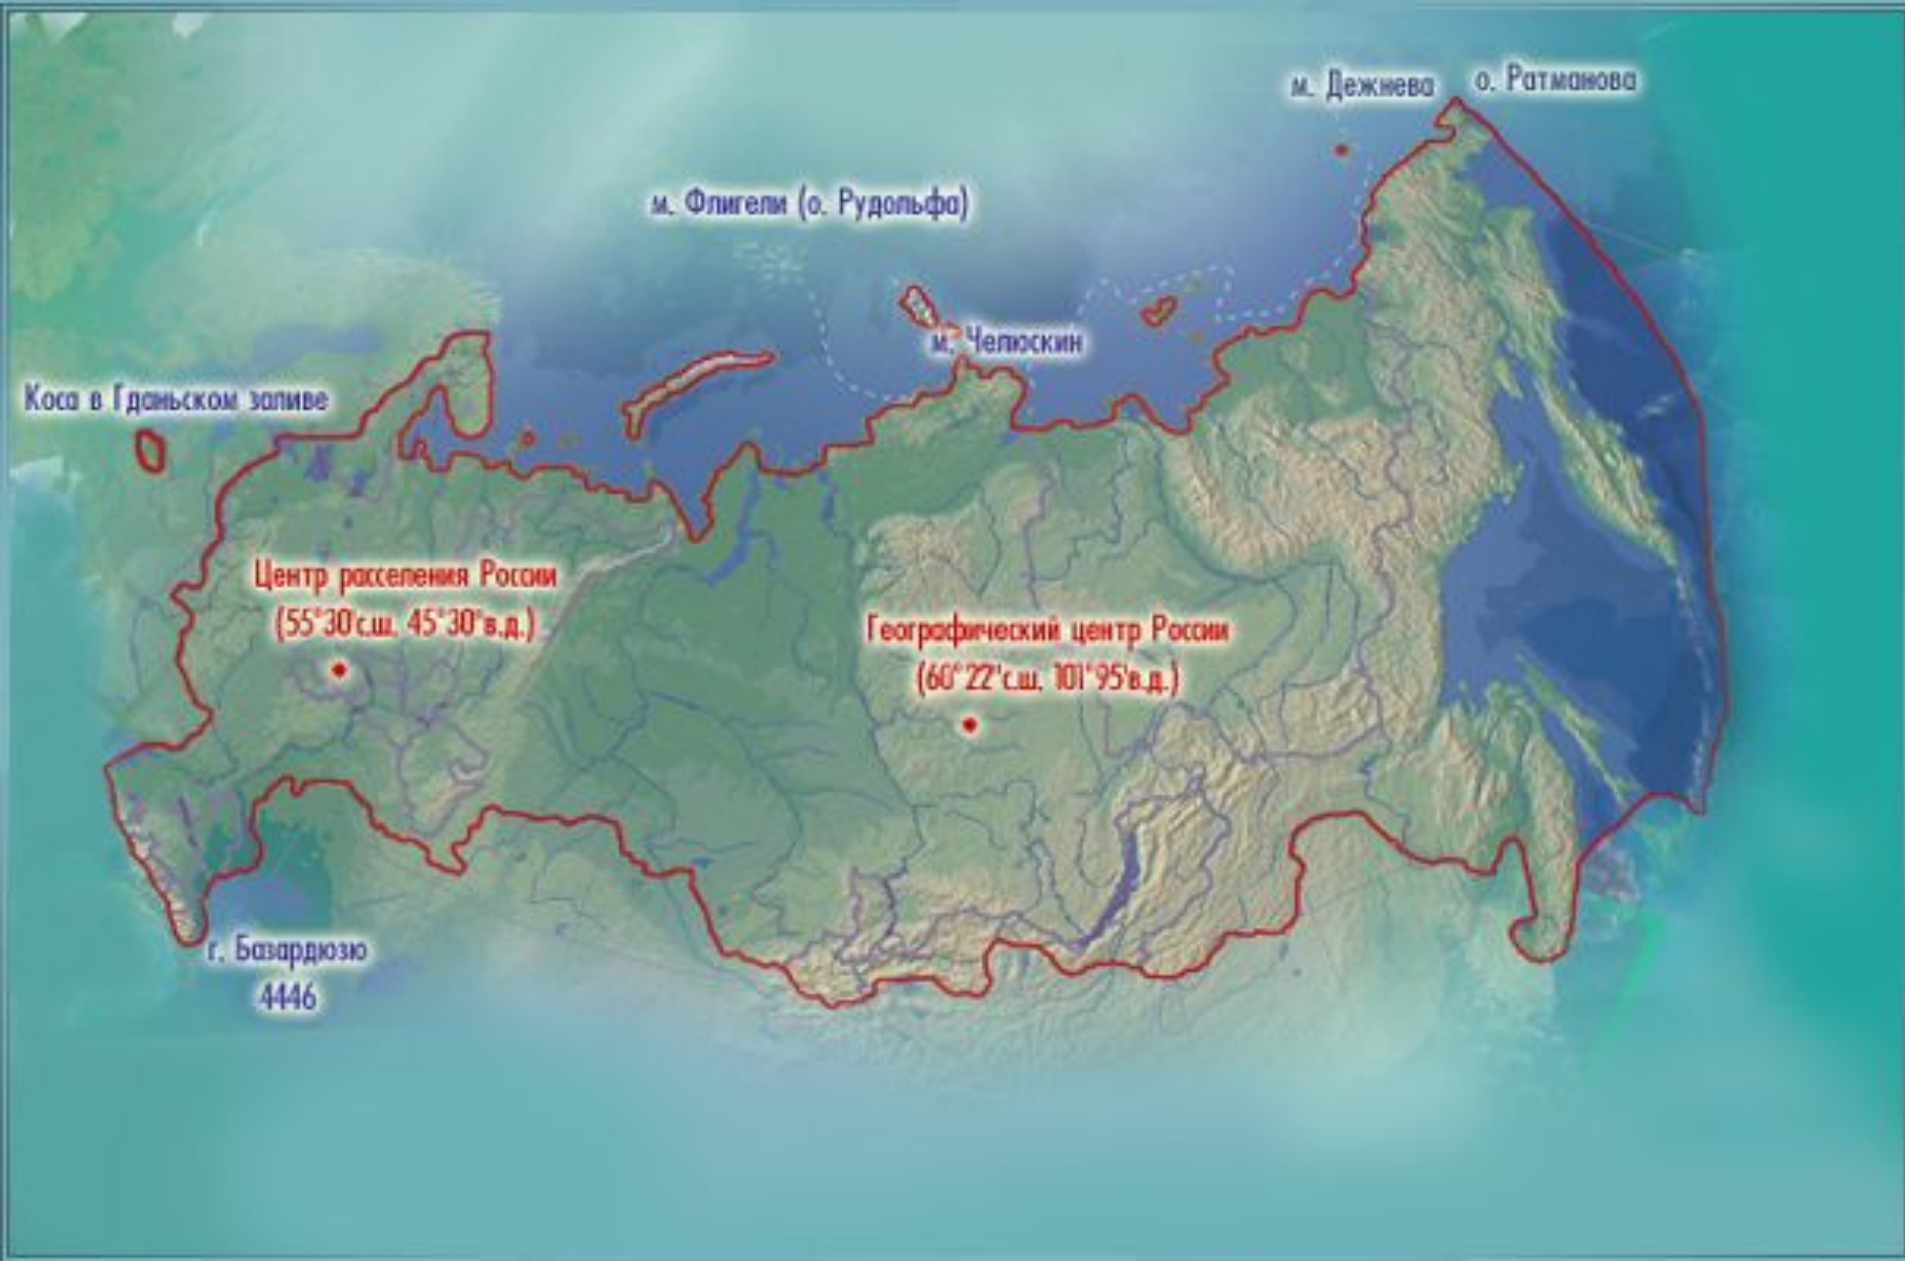 м. Дежнева
о. Ратманова
м. Флигели (о. Рудольфа)
м. Челюскин
Коса в Гданьском заливе
Центр расселения России
(55°30'с.ш. 45°30"в.д.)
Географический центр России
(60°22"с.ш. 101°95'в.д.)
г. Базардюзю
4446